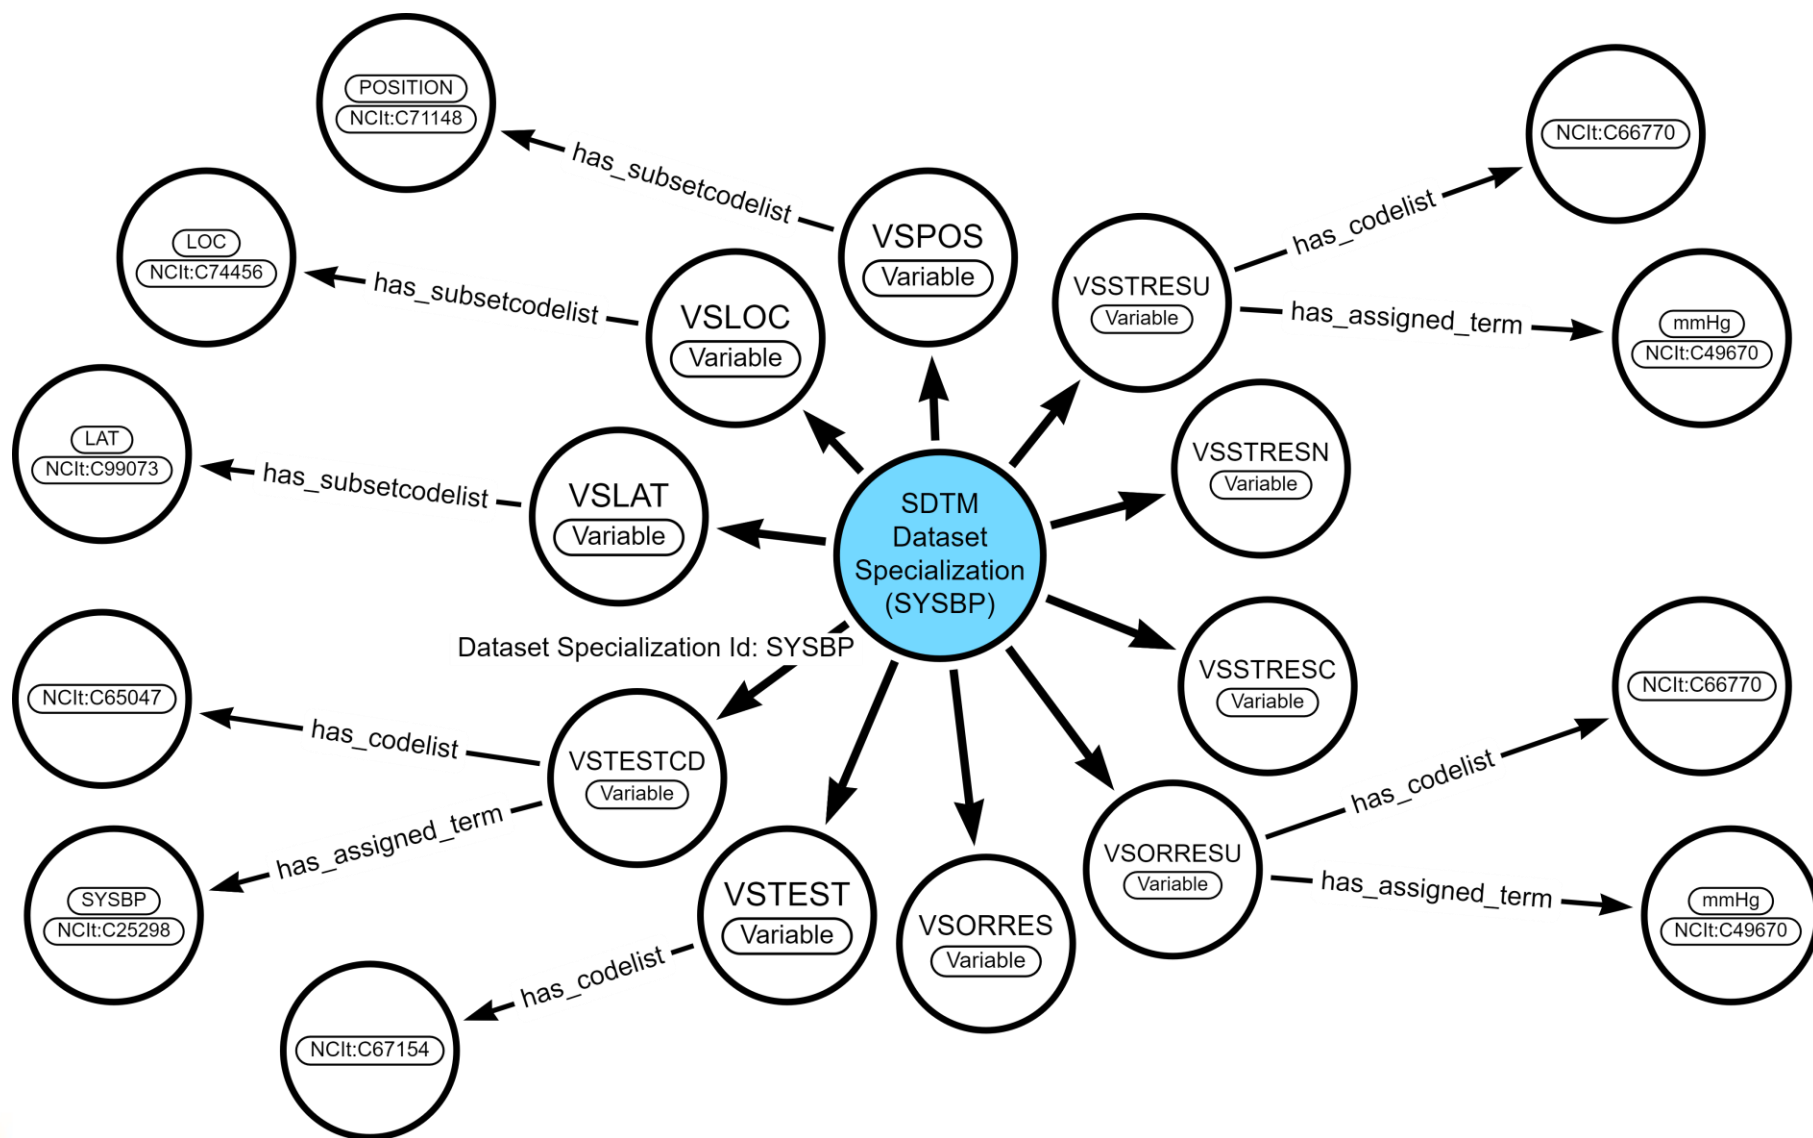 POSITION
NCIt:C71148
has_subsetcodelist
VSPOS
Variable
NCIt:C66770
has_codelist
LOC
NCIt:C74456
has_subsetcodelist
VSLOC
Variable
VSSTRESU
Variable
has_assigned_term
mmHg
NCIt:C49670
LAT
NCIt:C99073
has_subsetcodelist
VSLAT
Variable
VSSTRESN
Variable
SDTM
Dataset
Specialization
(SYSBP)
Dataset Specialization Id: SYSBP
NCIt:C65047
has_codelist
VSTESTCD
Variable
VSSTRESC
Variable
NCIt:C66770
has_codelist
has_assigned_term
SYSBP
NCIt:C25298
VSTEST
Variable
VSORRES
Variable
VSORRESU
Variable
has_assigned_term
mmHg
NCIt:C49670
has_codelist
NCIt:C67154